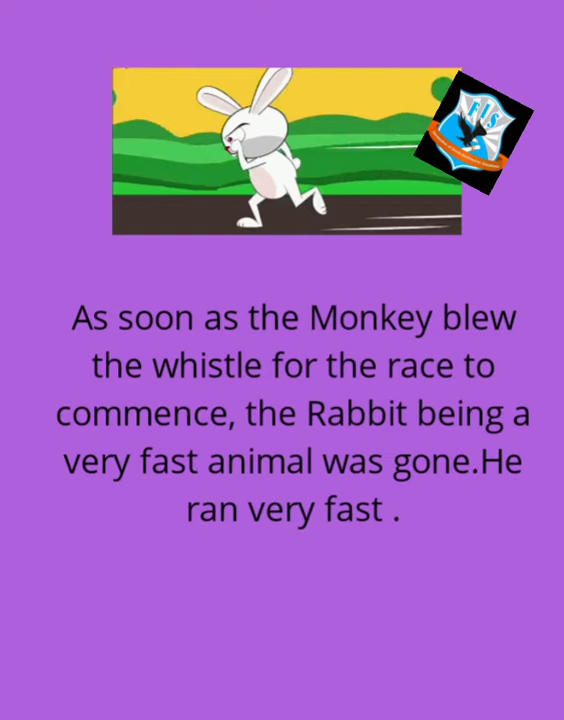 FIS
As soon as the Monkey blew
the whistle for the race to
commence, the Rabbit being a
very fast animal was gone.He
ran very fast .